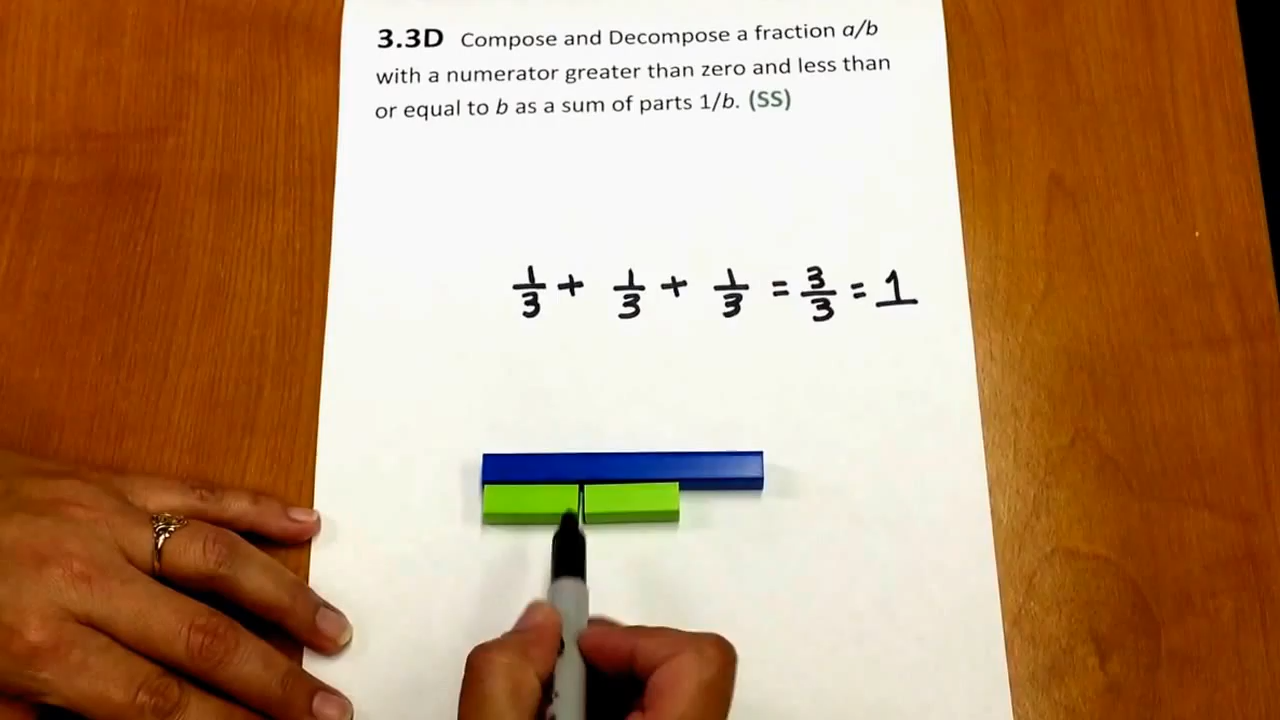 3.3D Compose and Decompose a fraction a/b
with a numerator greater than zero and less than
or equal to b as a sum of parts 1/b. (SS)
1/3 + 1/3 + 1/3 = 3/3 = 1